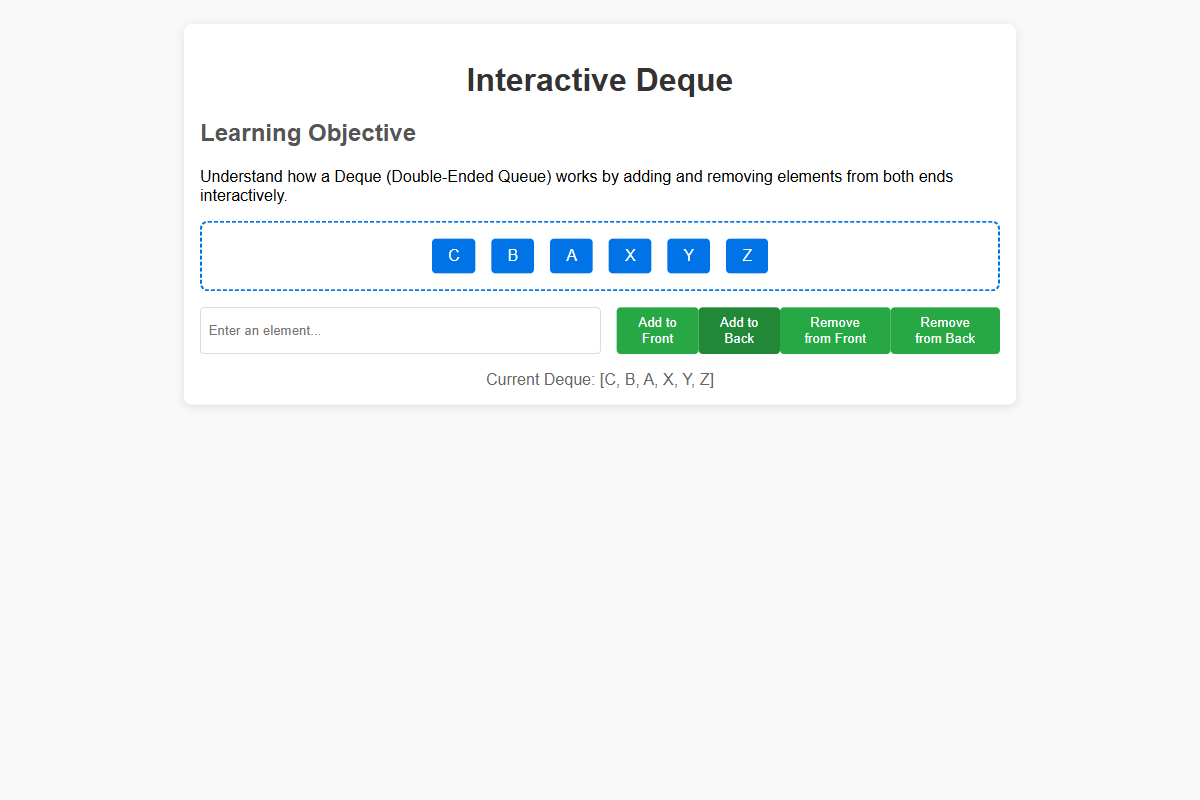 Interactive Deque
Learning Objective
Understand how a Deque (Double-Ended Queue) works by adding and removing elements from both ends
interactively.
C B A X Y Z
Enter an element...
Add to
Front
Add to
Back
Remove
from Front
Remove
from Back
Current Deque: [C, B, A, X, Y, Z]